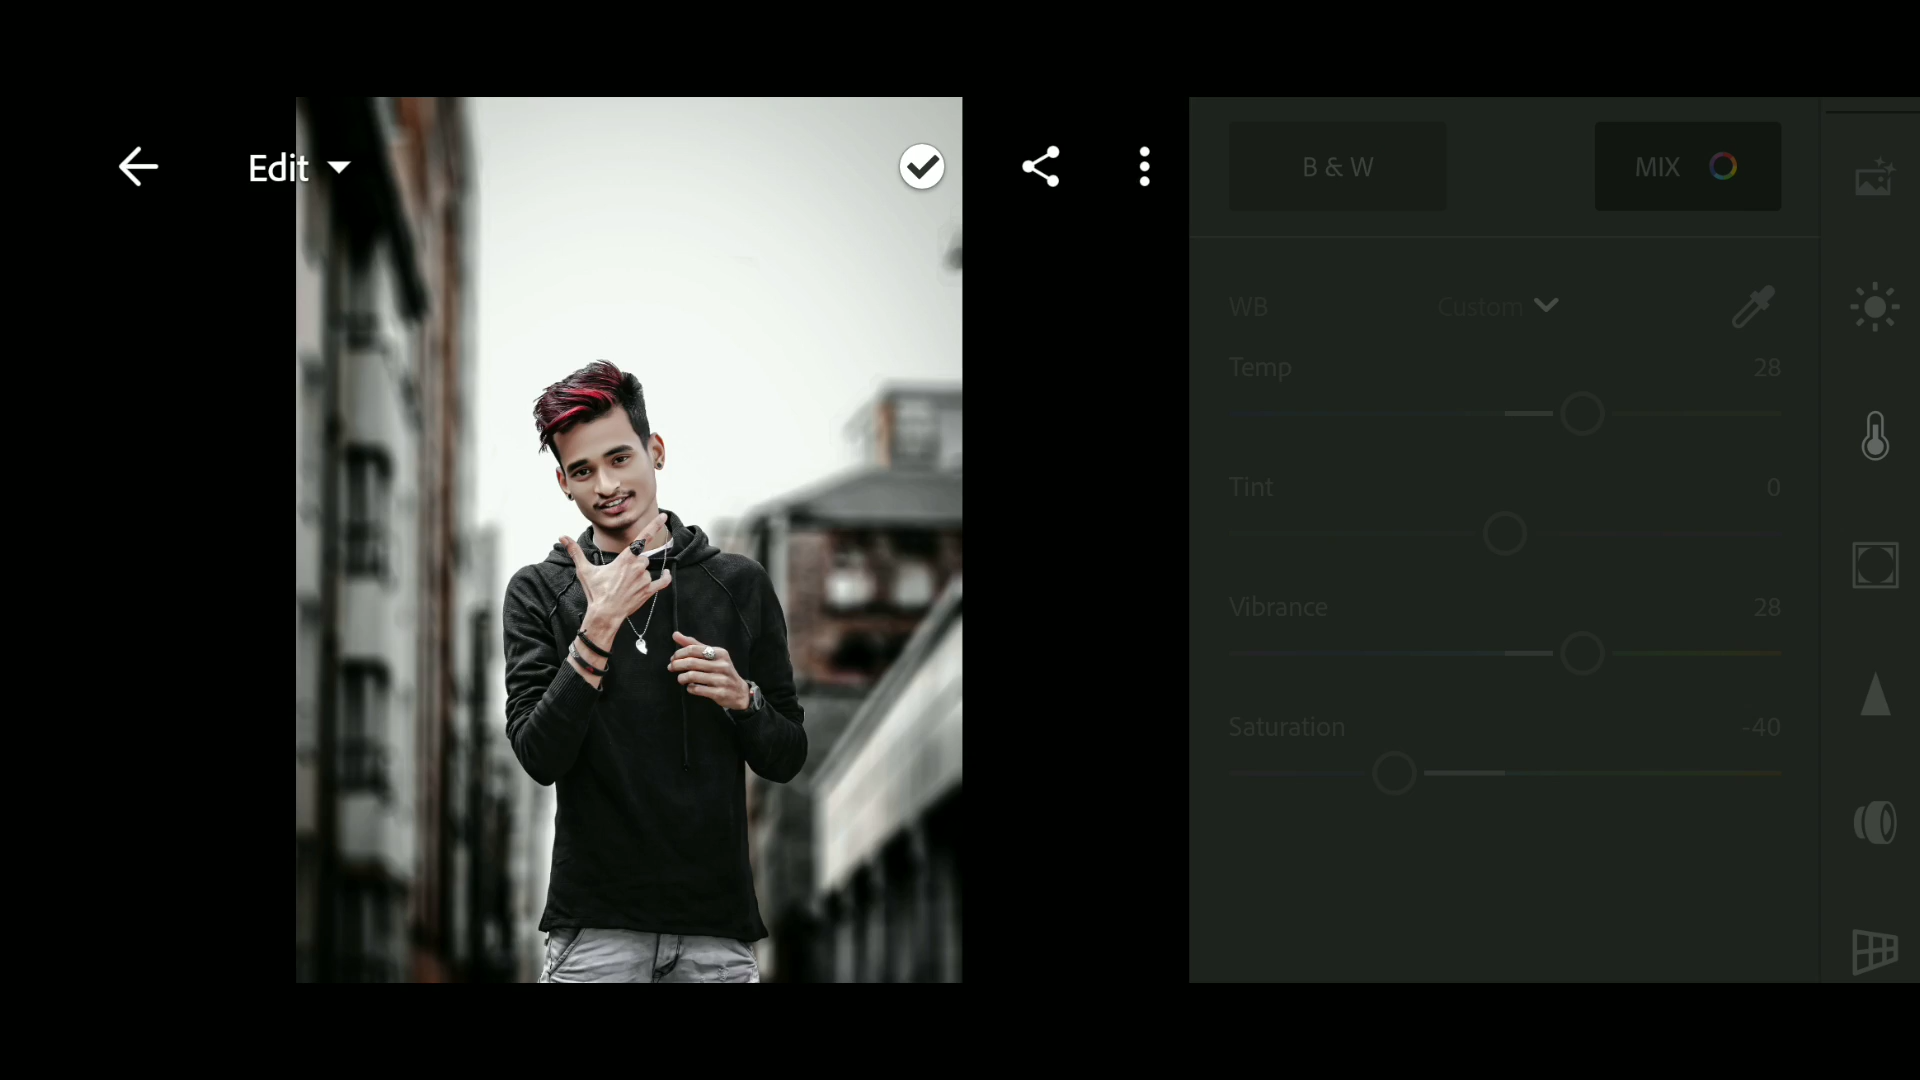 Edit
B & W
MIX
WB Custom
Temp 28
Tint 0
Vibrance 28
Saturation -40